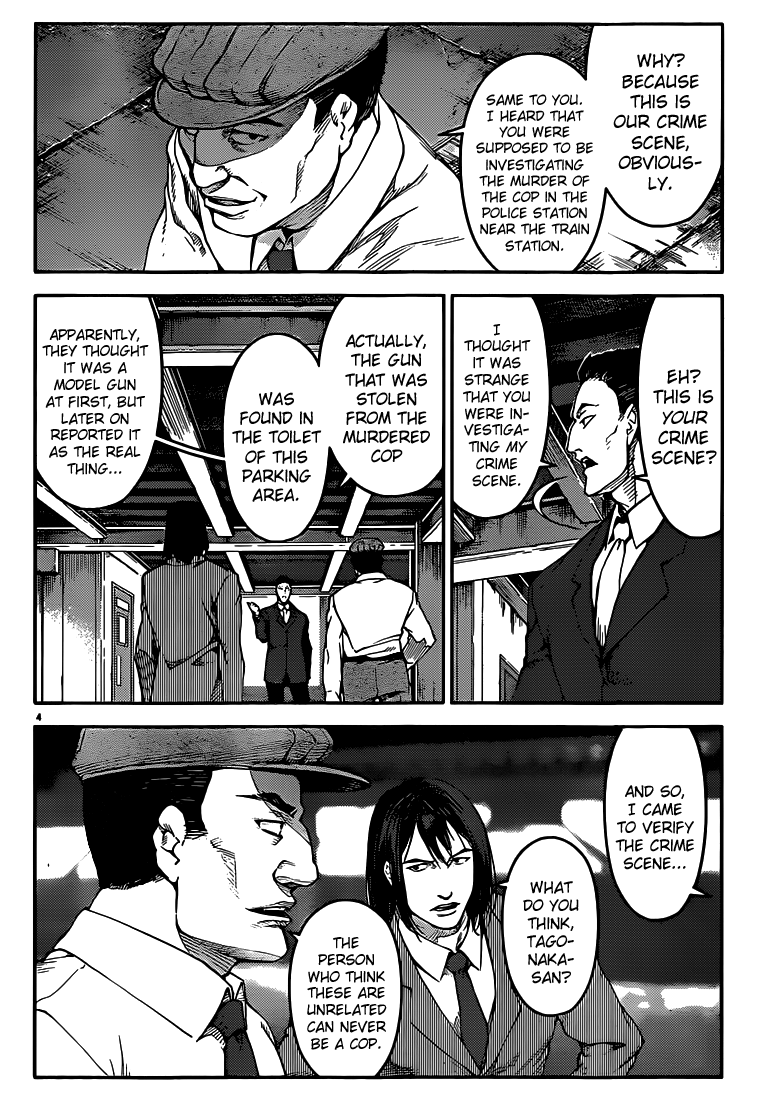 WHY?
BECAUSE
THIS IS
OUR CRIME
SCENE,
OBVIOUS-
LY.
SAME TO YOU.
I HEARD THAT
YOU WERE
SUPPOSED TO BE
INVESTIGATING
THE MURDER OF
THE COP IN THE
POLICE STATION
NEAR THE TRAIN
STATION.
EH?
THIS IS
YOUR
CRIME
SCENE?
I
THOUGHT
IT WAS
STRANGE
THAT YOU
WERE IN-
VESTIGA-
TING MY
CRIME
SCENE.
ACTUALLY,
THE GUN
THAT WAS
STOLEN
FROM THE
MURDERED
COP
WAS
FOUND IN
THE TOILET
OF THIS
PARKING
AREA.
APPARENTLY,
THEY THOUGHT
IT WAS A
MODEL GUN
AT FIRST, BUT
LATER ON
REPORTED IT
AS THE REAL
THING...
4
AND SO,
I CAME
TO VERIFY
THE CRIME
SCENE...
WHAT
DO YOU
THINK,
TAGO-
NAKA-
SAN?
THE
PERSON
WHO THINK
THESE ARE
UNRELATED
CAN NEVER
BE A COP.